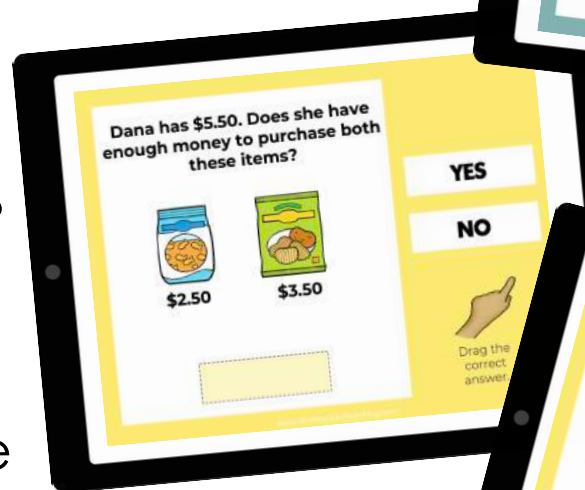 Dana has $5.50. Does she have
enough money to purchase both
these items?
$2.50
$3.50
YES
NO
Drag the
correct
answer
e